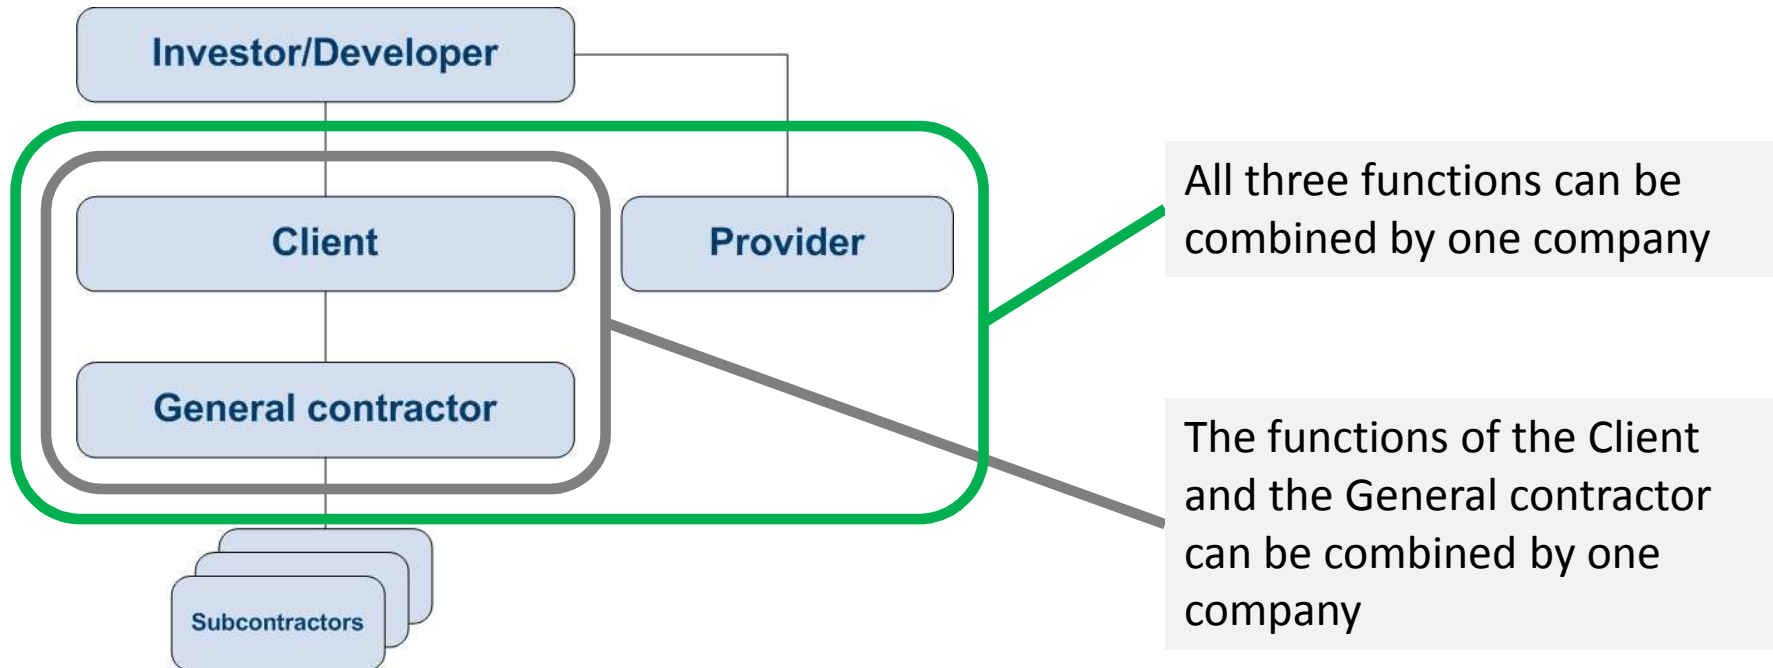 Investor/Developer
Client
Provider
General contractor
Subcontractors
All three functions can be
combined by one company
The functions of the Client
and the General contractor
can be combined by one
company